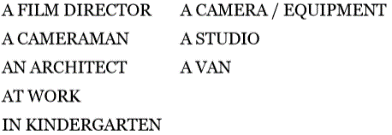 A FILM DIRECTOR A CAMERA / EQUIPMENT
A CAMERAMAN A STUDIO
AN ARCHITECT A VAN
AT WORK
IN KINDERGARTEN